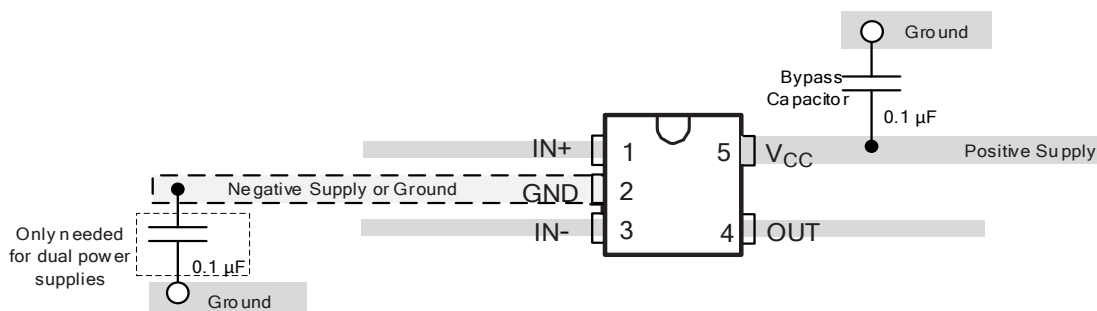 Ground
Bypass
Capacitor
0.1 µF
IN+ 1 5 VCC Positive Supply
Negative Supply or Ground GND 2
IN- 3 4 OUT
Only needed
for dual power
supplies
0.1 µF
Ground